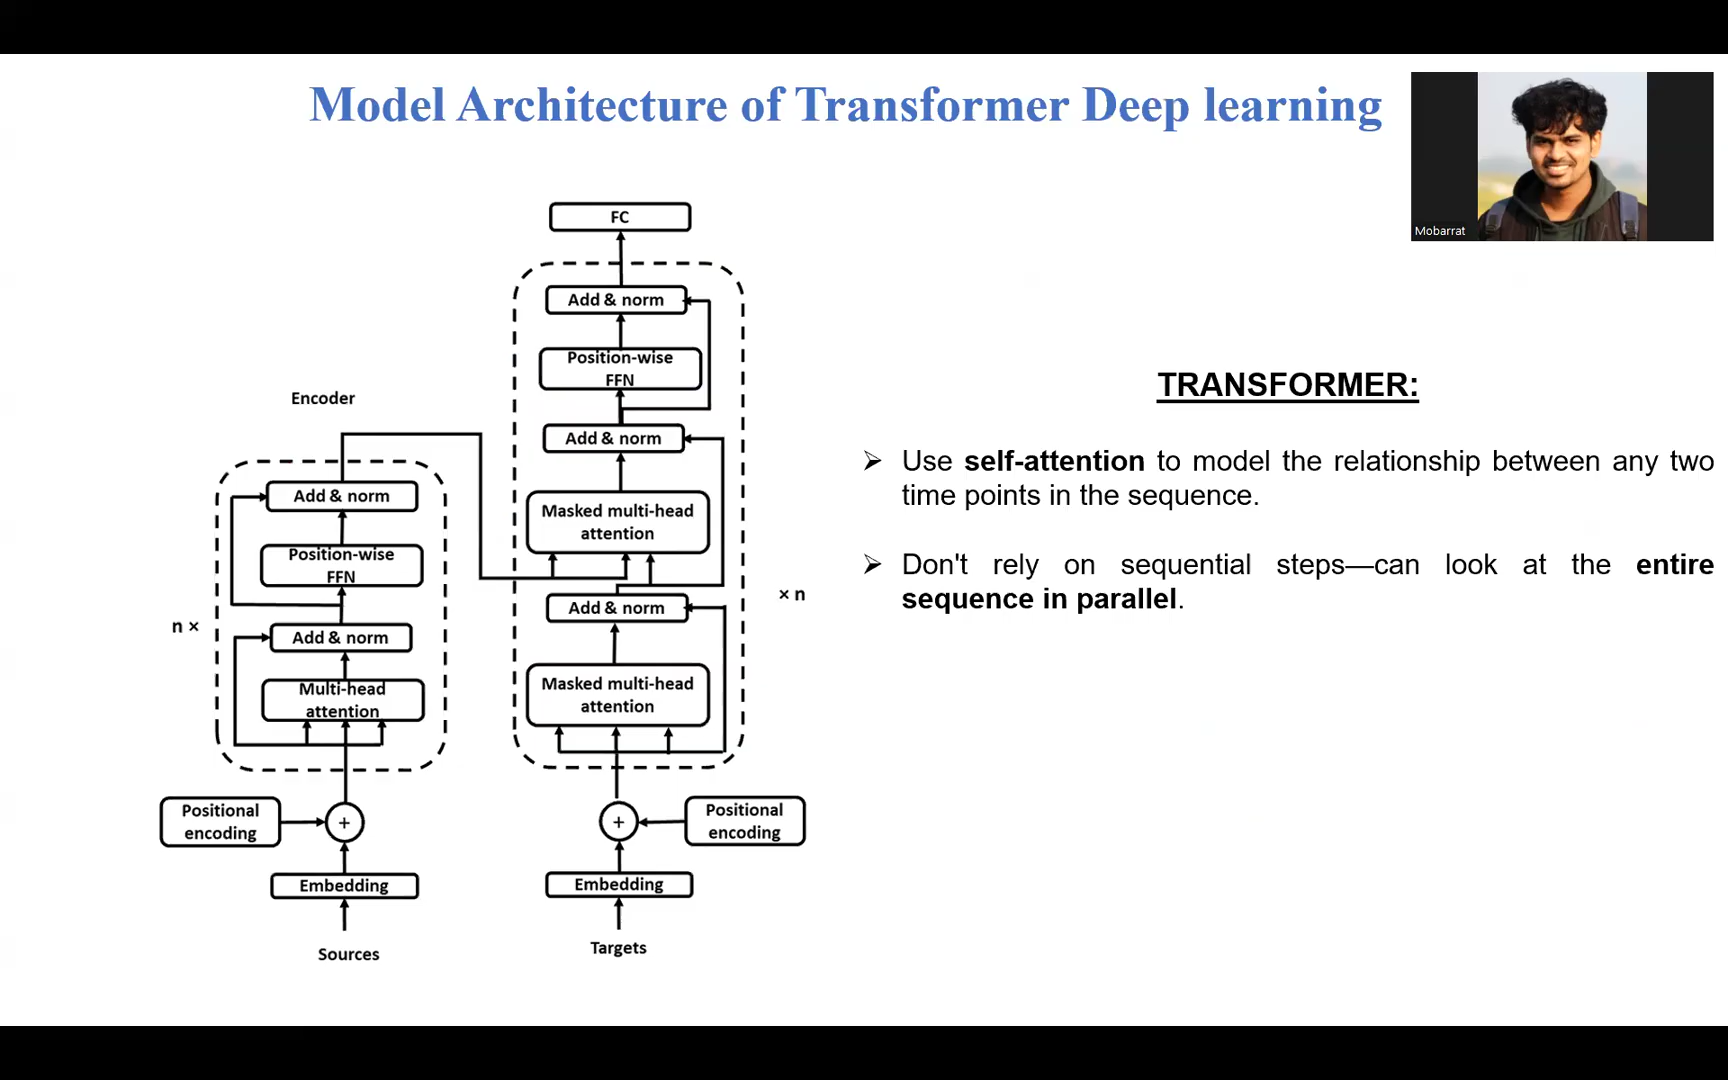 Model Architecture of Transformer Deep learning
Mobarrat
FC
Add & norm
Position-wise
FFN
Add & norm
Masked multi-head
attention
Add & norm
Masked multi-head
attention
× n
Positional
encoding
+
Embedding
Targets
Encoder
Add & norm
Position-wise
FFN
Add & norm
Multi-head
attention
n ×
Positional
encoding
+
Embedding
Sources
TRANSFORMER:
➢ Use self-attention to model the relationship between any two
time points in the sequence.
➢ Don't rely on sequential steps—can look at the entire
sequence in parallel.